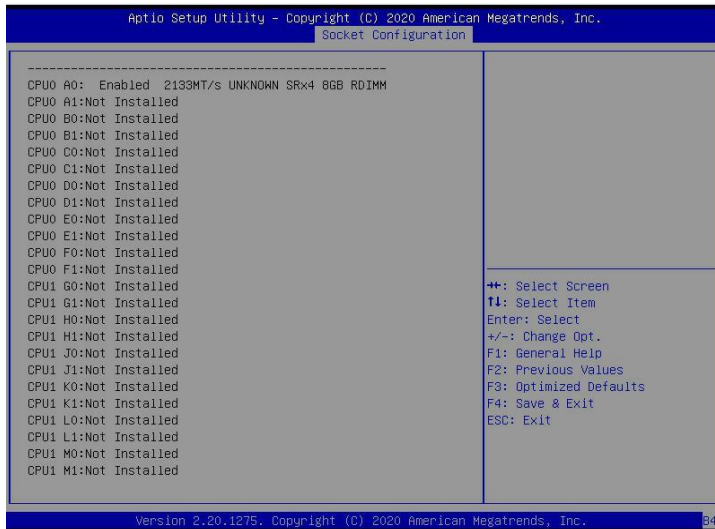 Aptio Setup Utility – Copyright (C) 2020 American Megatrends, Inc.
Socket Configuration
--------------------------------------------------
CPU0 A0:  Enabled  2133MT/s UNKNOWN SRx4 8GB RDIMM
CPU0 A1:Not Installed
CPU0 B0:Not Installed
CPU0 B1:Not Installed
CPU0 C0:Not Installed
CPU0 C1:Not Installed
CPU0 D0:Not Installed
CPU0 D1:Not Installed
CPU0 E0:Not Installed
CPU0 E1:Not Installed
CPU0 F0:Not Installed
CPU0 F1:Not Installed
CPU1 G0:Not Installed
CPU1 G1:Not Installed
CPU1 H0:Not Installed
CPU1 H1:Not Installed
CPU1 J0:Not Installed
CPU1 J1:Not Installed
CPU1 K0:Not Installed
CPU1 K1:Not Installed
CPU1 L0:Not Installed
CPU1 L1:Not Installed
CPU1 M0:Not Installed
CPU1 M1:Not Installed
→←: Select Screen
↑↓: Select Item
Enter: Select
+/-: Change Opt.
F1: General Help
F2: Previous Values
F3: Optimized Defaults
F4: Save & Exit
ESC: Exit
Version 2.20.1275. Copyright (C) 2020 American Megatrends, Inc.
B4